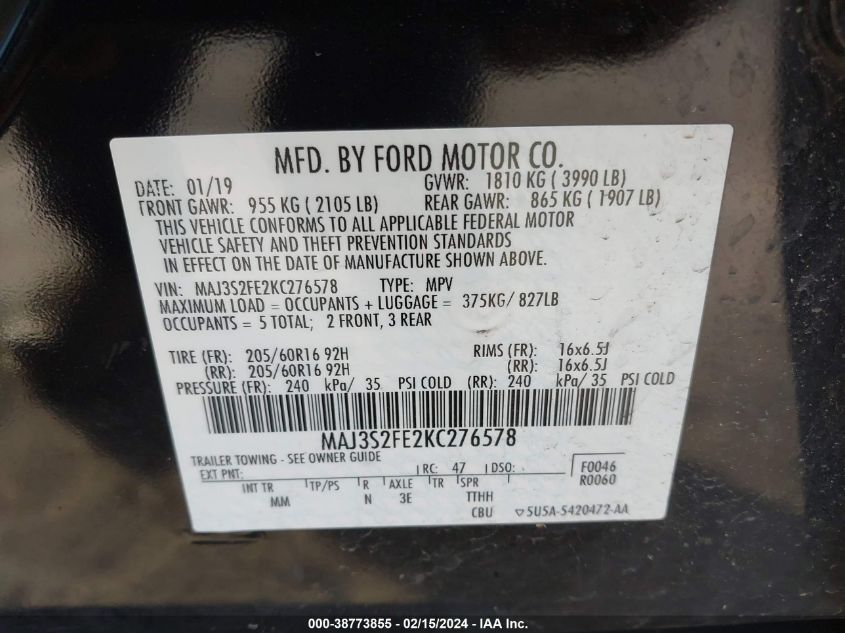 MFD. BY FORD MOTOR CO.
DATE: 01/19 GVWR: 1810 KG ( 3990 LB)
FRONT GAWR: 955 KG ( 2105 LB) REAR GAWR: 865 KG ( 1907 LB)
THIS VEHICLE CONFORMS TO ALL APPLICABLE FEDERAL MOTOR
VEHICLE SAFETY AND THEFT PREVENTION STANDARDS
IN EFFECT ON THE DATE OF MANUFACTURE SHOWN ABOVE.
VIN: MAJ3S2FE2KC276578 TYPE: MPV
MAXIMUM LOAD = OCCUPANTS + LUGGAGE = 375KG/ 827LB
OCCUPANTS = 5 TOTAL; 2 FRONT, 3 REAR
TIRE (FR): 205/60R16 92H RIMS (FR): 16x6.5J
(RR): 205/60R16 92H (RR): 16x6.5J
PRESSURE (FR): 240 kPa/ 35 PSI COLD (RR): 240 kPa/ 35 PSI COLD
MAJ3S2FE2KC276578
TRAILER TOWING - SEE OWNER GUIDE
EXT PNT: RC: 47 DSO: F0046
R0060
INT TR TP/PS R AXLE TR SPR
MM N 3E TTHH
CBU ▽5U5A-5420472-AA
000-38773855 - 02/15/2024 - IAA Inc.